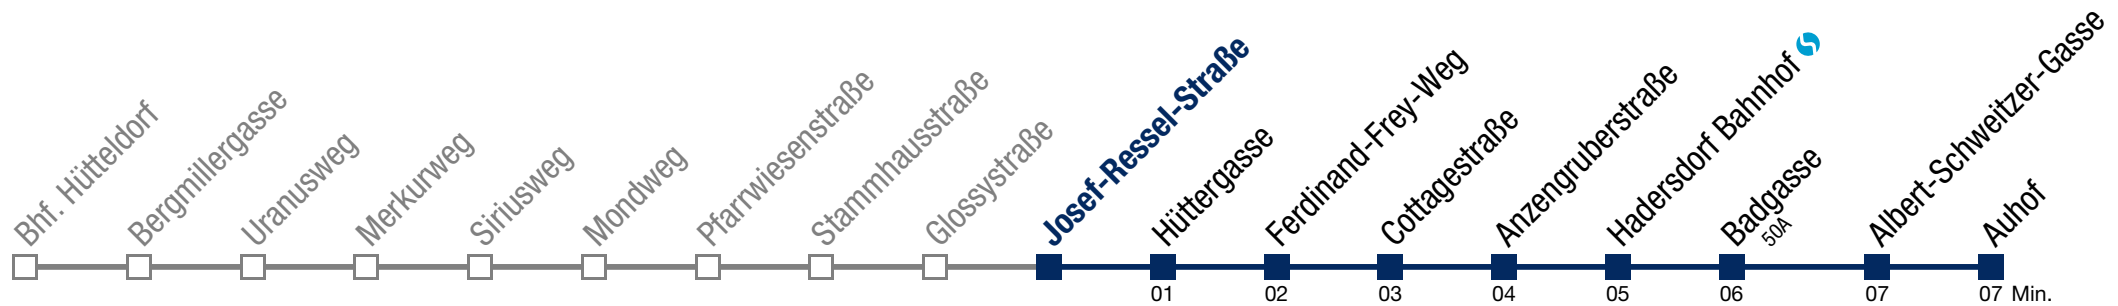 Bhf. Hütteldorf
Bergmillergasse
Uranusweg
Merkurweg
Siriusweg
Mondweg
Pfarrwiesenstraße
Stammhausstraße
Glossystraße
Josef-Ressel-Straße
Hüttergasse
Ferdinand-Frey-Weg
Cottagestraße
Anzengruberstraße
Hadersdorf Bahnhof
Badgasse
50A
Albert-Schweitzer-Gasse
Auhof
01 02 03 04 05 06 07 07 Min.